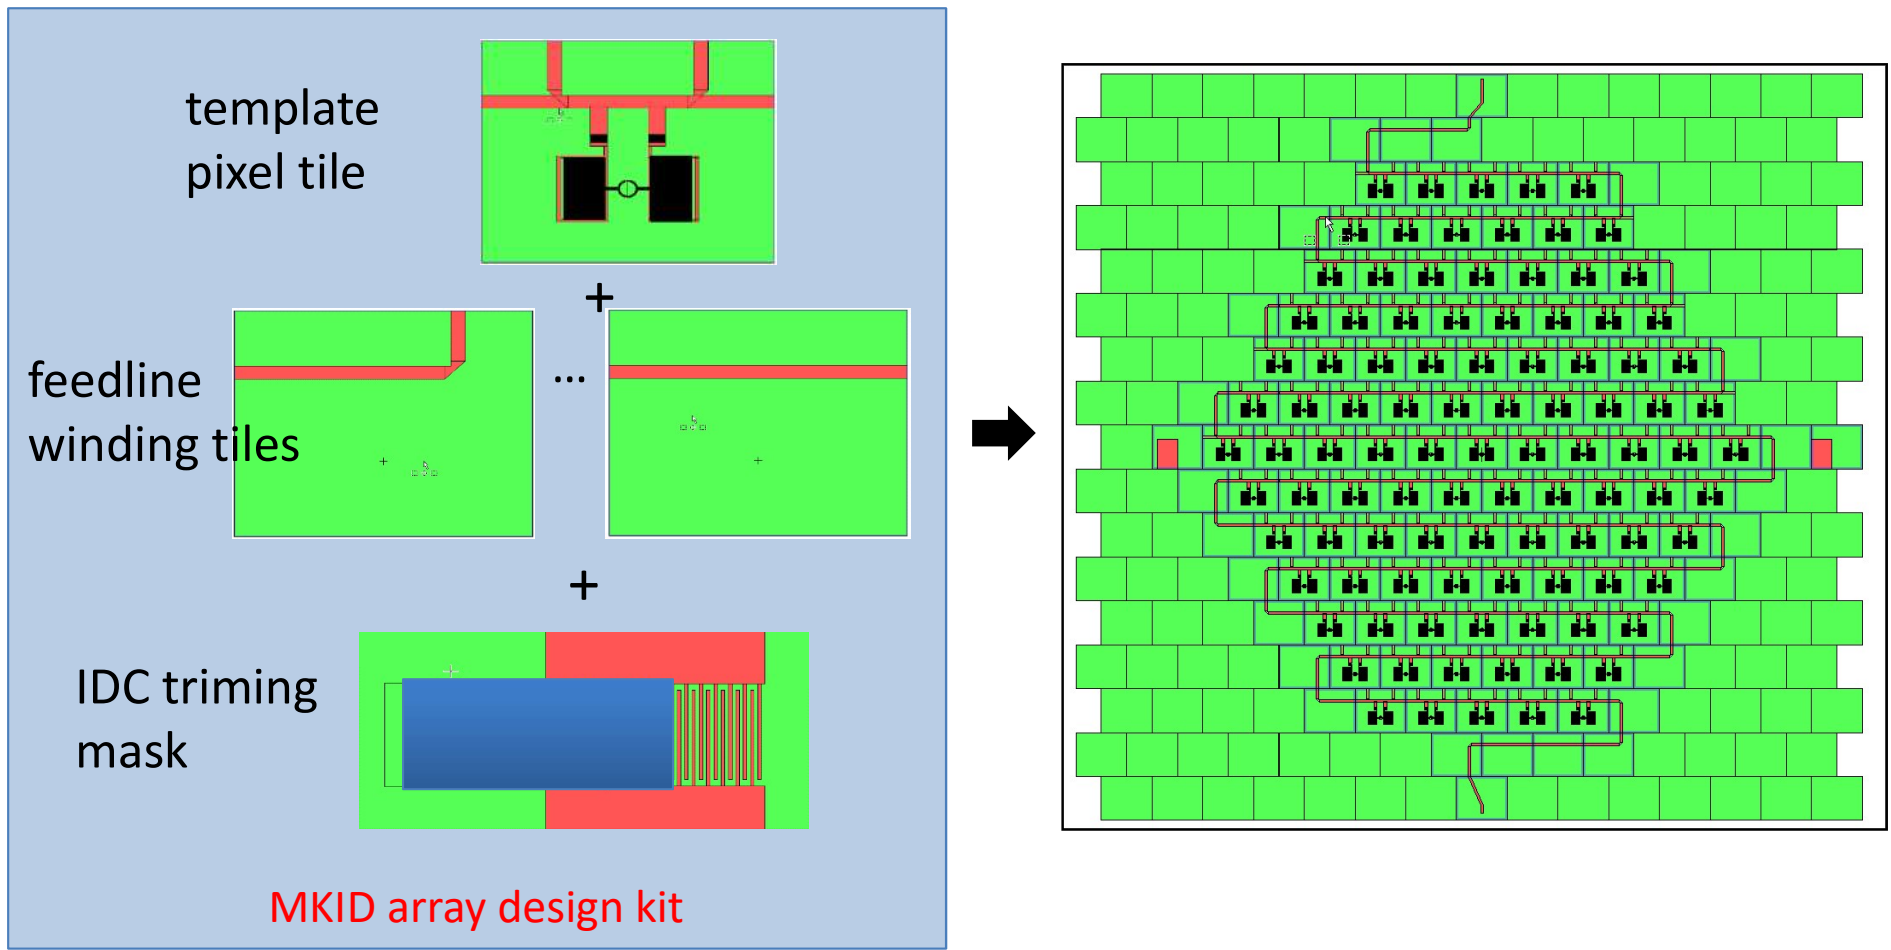 template
pixel tile
+
feedline
winding tiles
...
+
IDC triming
mask
MKID array design kit